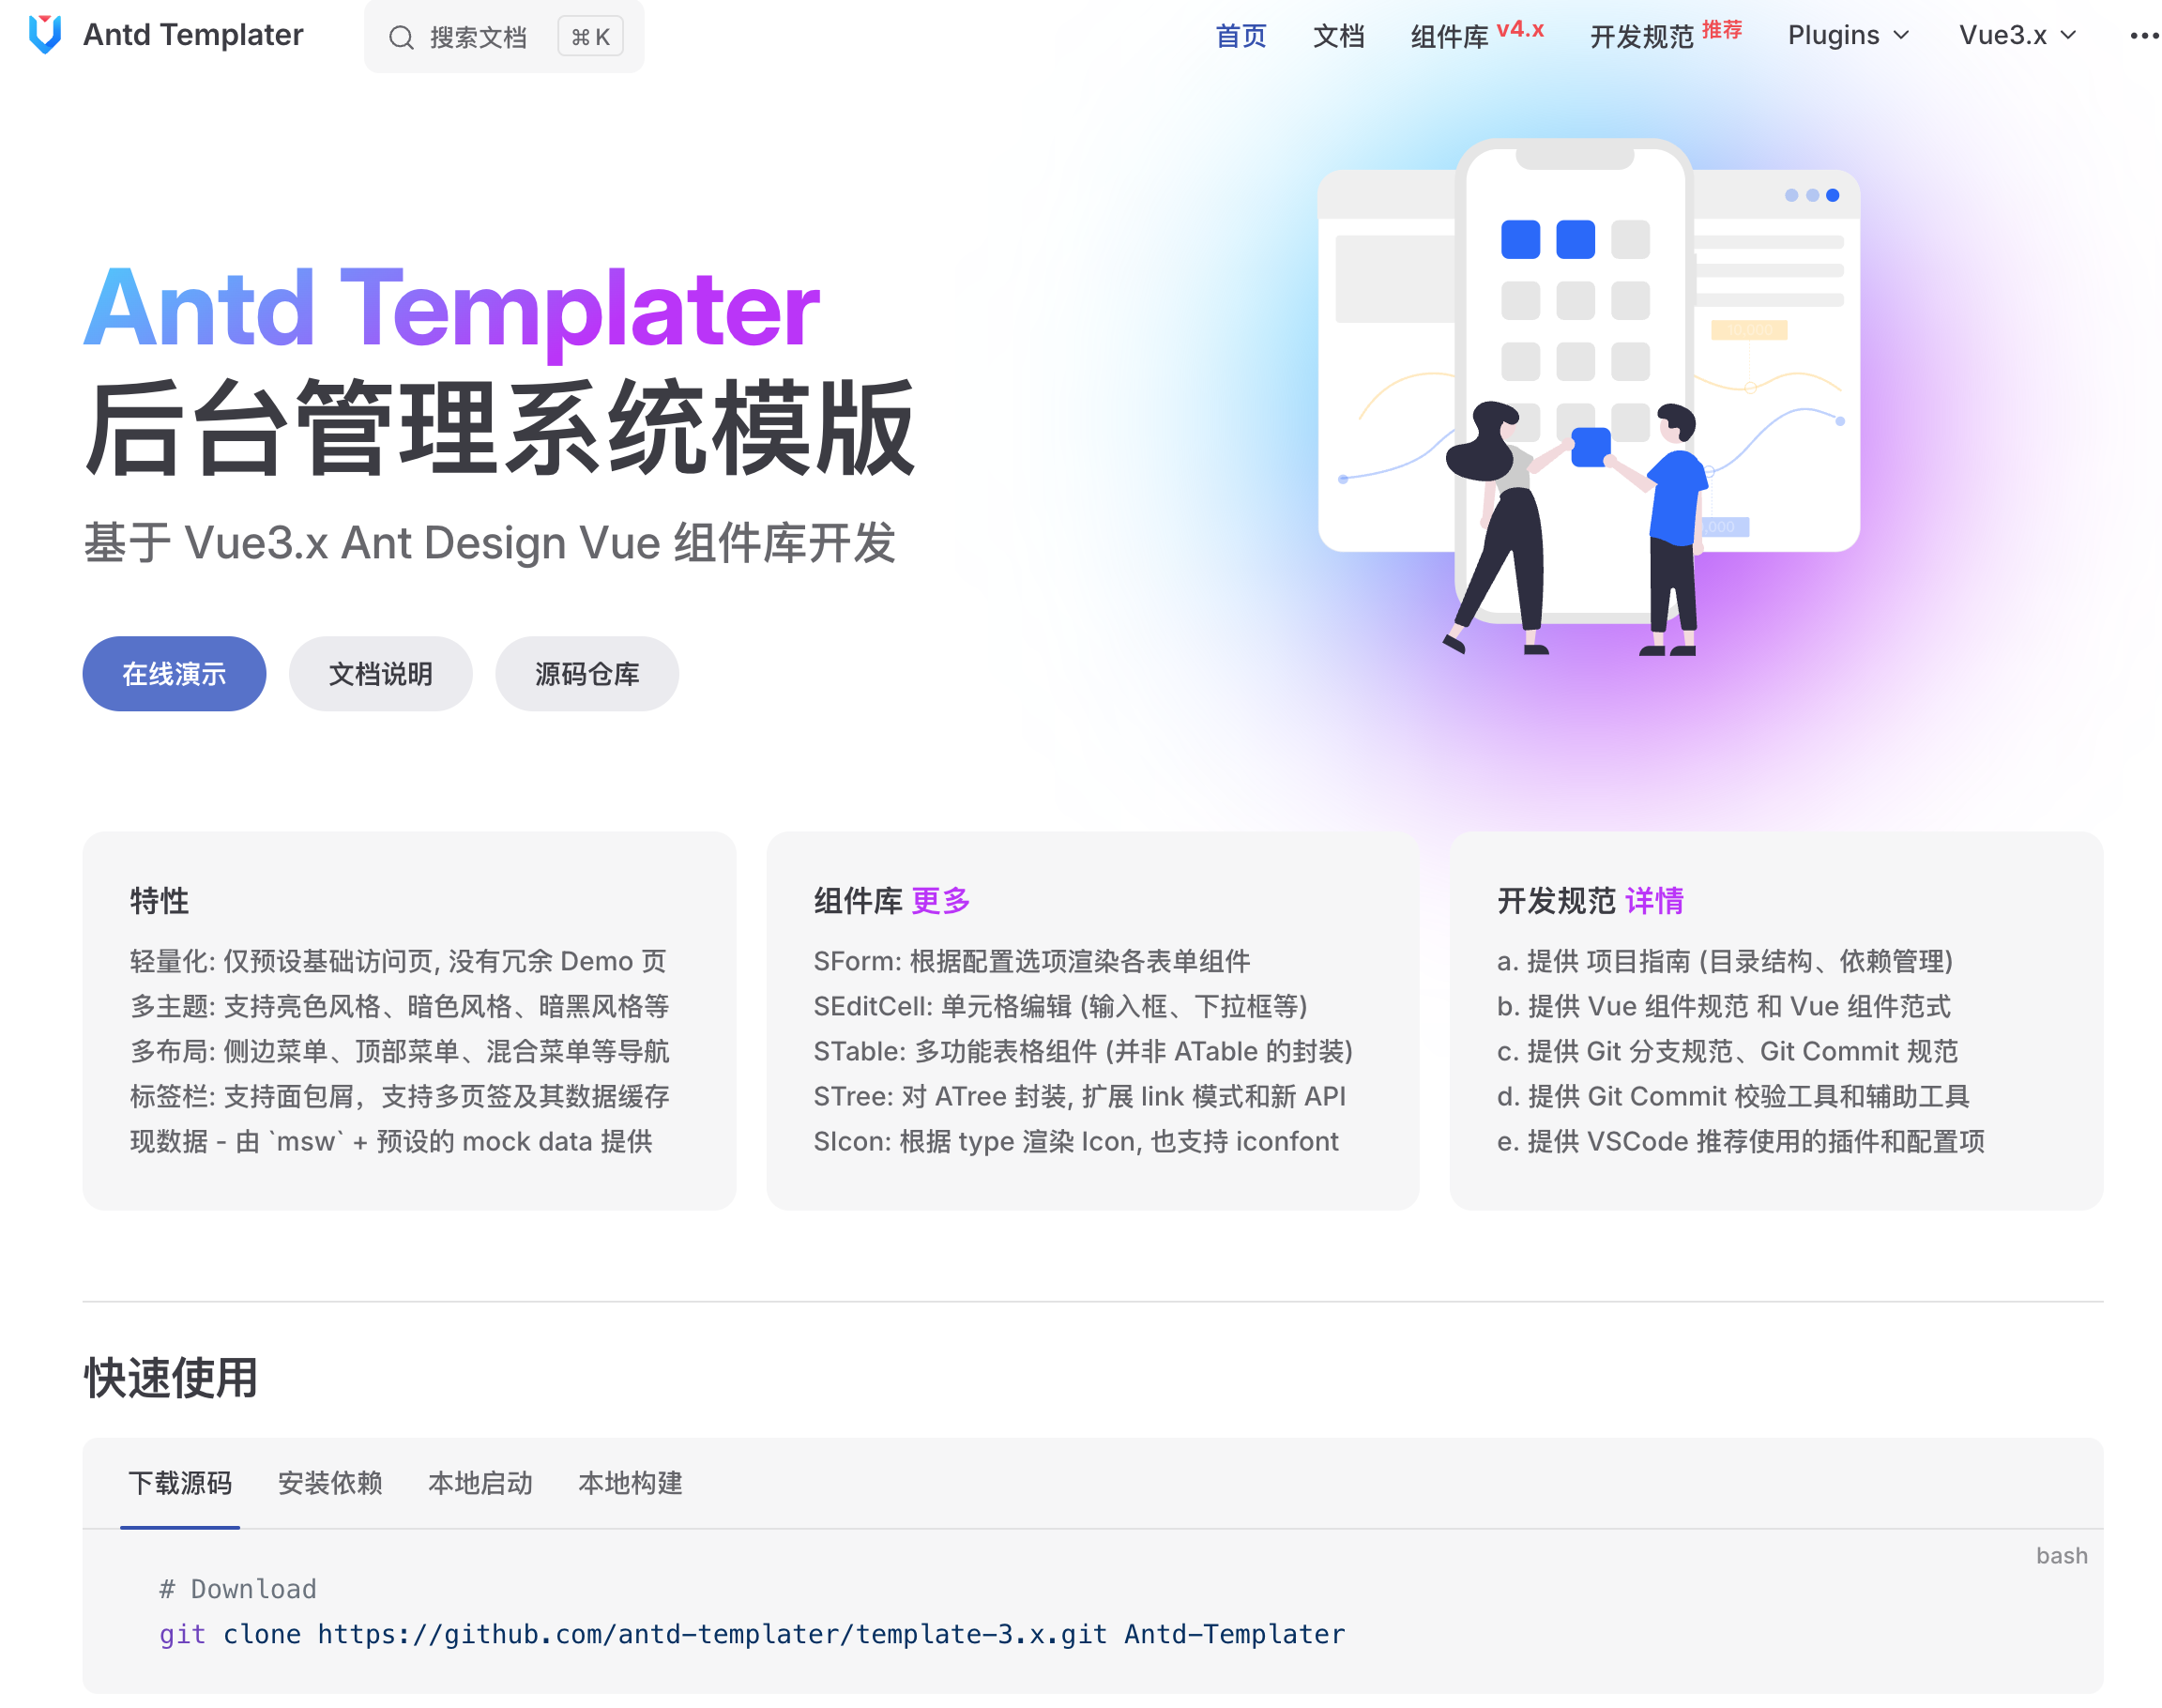 Antd Templater
搜索文档 ⌘ K
首页 文档 组件库 v4.x 开发规范 推荐 Plugins Vue3.x
Antd Templater
后台管理系统模版
基于 Vue3.x Ant Design Vue 组件库开发
在线演示 文档说明 源码仓库
10,000
,000
特性
轻量化: 仅预设基础访问页, 没有冗余 Demo 页
多主题: 支持亮色风格、暗色风格、暗黑风格等
多布局: 侧边菜单、顶部菜单、混合菜单等导航
标签栏: 支持面包屑，支持多页签及其数据缓存
现数据 - 由 `msw` + 预设的 mock data 提供
组件库 更多
SForm: 根据配置选项渲染各表单组件
SEditCell: 单元格编辑 (输入框、下拉框等)
STable: 多功能表格组件 (并非 ATable 的封装)
STree: 对 ATree 封装, 扩展 link 模式和新 API
SIcon: 根据 type 渲染 Icon, 也支持 iconfont
开发规范 详情
a. 提供 项目指南 (目录结构、依赖管理)
b. 提供 Vue 组件规范 和 Vue 组件范式
c. 提供 Git 分支规范、Git Commit 规范
d. 提供 Git Commit 校验工具和辅助工具
e. 提供 VSCode 推荐使用的插件和配置项
快速使用
下载源码 安装依赖 本地启动 本地构建
bash
# Download
git clone https://github.com/antd-templater/template-3.x.git Antd-Templater